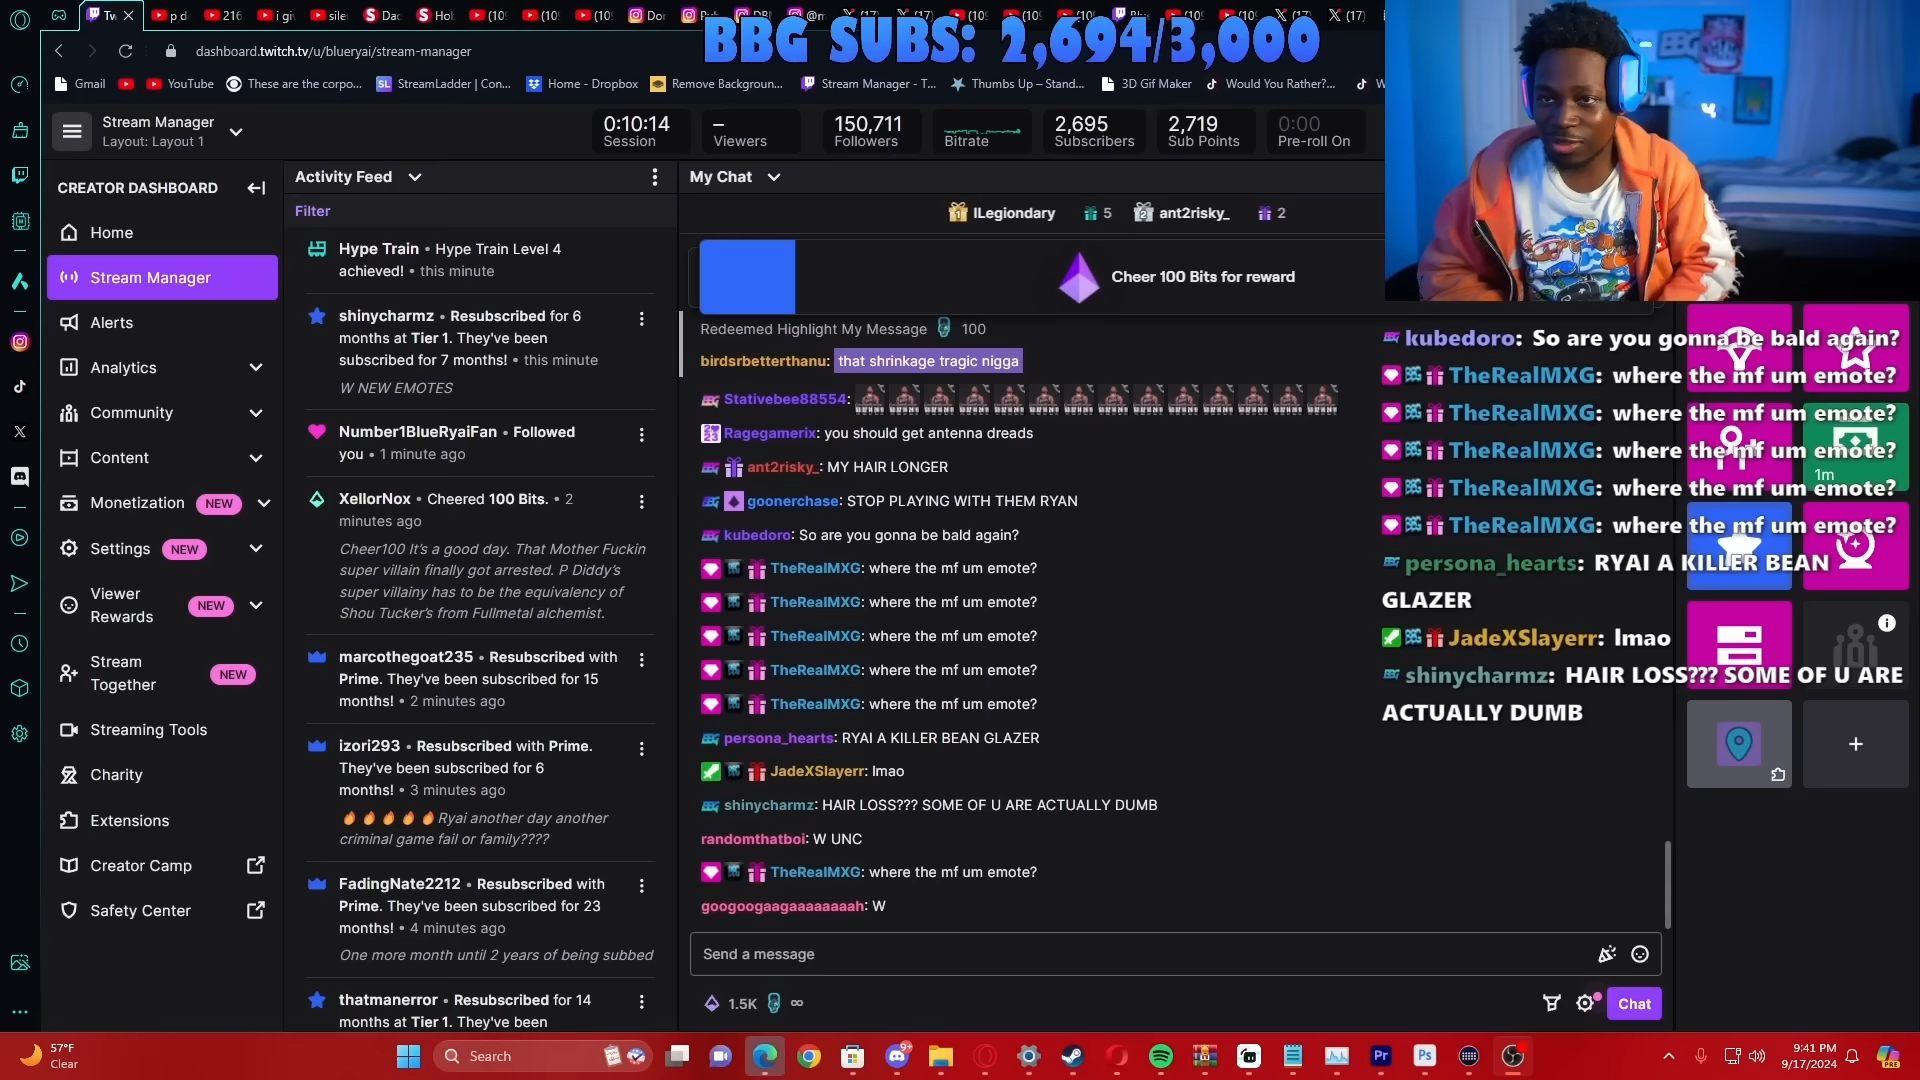 BBG SUBS: 2,694/3,000
Tw
p d
216
i giv
siler
Dac
Hol
(109
(109
(109
Dor
(17)
(17)
(17)
(17)
dashboard.twitch.tv/u/blueryai/stream-manager
Gmail
YouTube
These are the corpo...
StreamLadder | Con...
Home - Dropbox
Remove Backgroun...
Stream Manager - T...
Thumbs Up – Stand...
3D Gif Maker
Would You Rather?...
Stream Manager
Layout: Layout 1
0:10:14
Session
–
Viewers
150,711
Followers
Bitrate
2,695
Subscribers
2,719
Sub Points
0:00
Pre-roll On
CREATOR DASHBOARD
Home
Stream Manager
Alerts
Analytics
Community
Content
Monetization NEW
Settings NEW
Viewer
Rewards NEW
Stream
Together NEW
Streaming Tools
Charity
Extensions
Creator Camp
Safety Center
Activity Feed
Filter
Hype Train • Hype Train Level 4
achieved! • this minute
shinycharmz • Resubscribed for 6
months at Tier 1. They've been
subscribed for 7 months! • this minute
W NEW EMOTES
Number1BlueRyaiFan • Followed
you • 1 minute ago
XellorNox • Cheered 100 Bits. • 2
minutes ago
Cheer100 It's a good day. That Mother Fuckin
super villain finally got arrested. P Diddy's
super villainy has to be the equivalency of
Shou Tucker's from Fullmetal alchemist.
marcothegoat235 • Resubscribed with
Prime. They've been subscribed for 15
months! • 2 minutes ago
izori293 • Resubscribed with Prime.
They've been subscribed for 6
months! • 3 minutes ago
🔥 🔥 🔥 🔥 🔥Ryai another day another
criminal game fail or family????
FadingNate2212 • Resubscribed with
Prime. They've been subscribed for 23
months! • 4 minutes ago
One more month until 2 years of being subbed
thatmanerror • Resubscribed for 14
months at Tier 1. They've been
My Chat
ILegiondary 5 ant2risky_ 2
Cheer 100 Bits for reward
Redeemed Highlight My Message 100
birdsrbetterthanu: that shrinkage tragic nigga
Stativebee88554:
Ragegamerix: you should get antenna dreads
ant2risky_: MY HAIR LONGER
goonerchase: STOP PLAYING WITH THEM RYAN
kubedoro: So are you gonna be bald again?
TheRealMXG: where the mf um emote?
TheRealMXG: where the mf um emote?
TheRealMXG: where the mf um emote?
TheRealMXG: where the mf um emote?
TheRealMXG: where the mf um emote?
persona_hearts: RYAI A KILLER BEAN GLAZER
JadeXSlayerr: lmao
shinycharmz: HAIR LOSS??? SOME OF U ARE ACTUALLY DUMB
randomthatboi: W UNC
TheRealMXG: where the mf um emote?
googoogaagaaaaaaaah: W
Send a message
1.5K ∞
Chat
kubedoro: So are you gonna be bald again?
TheRealMXG: where the mf um emote?
TheRealMXG: where the mf um emote?
TheRealMXG: where the mf um emote?
1m
TheRealMXG: where the mf um emote?
TheRealMXG: where the mf um emote?
persona_hearts: RYAI A KILLER BEAN
GLAZER
JadeXSlayerr: lmao
shinycharmz: HAIR LOSS??? SOME OF U ARE
ACTUALLY DUMB
57°F
Clear
Search
9+
Pr
Ps
9:41 PM
9/17/2024